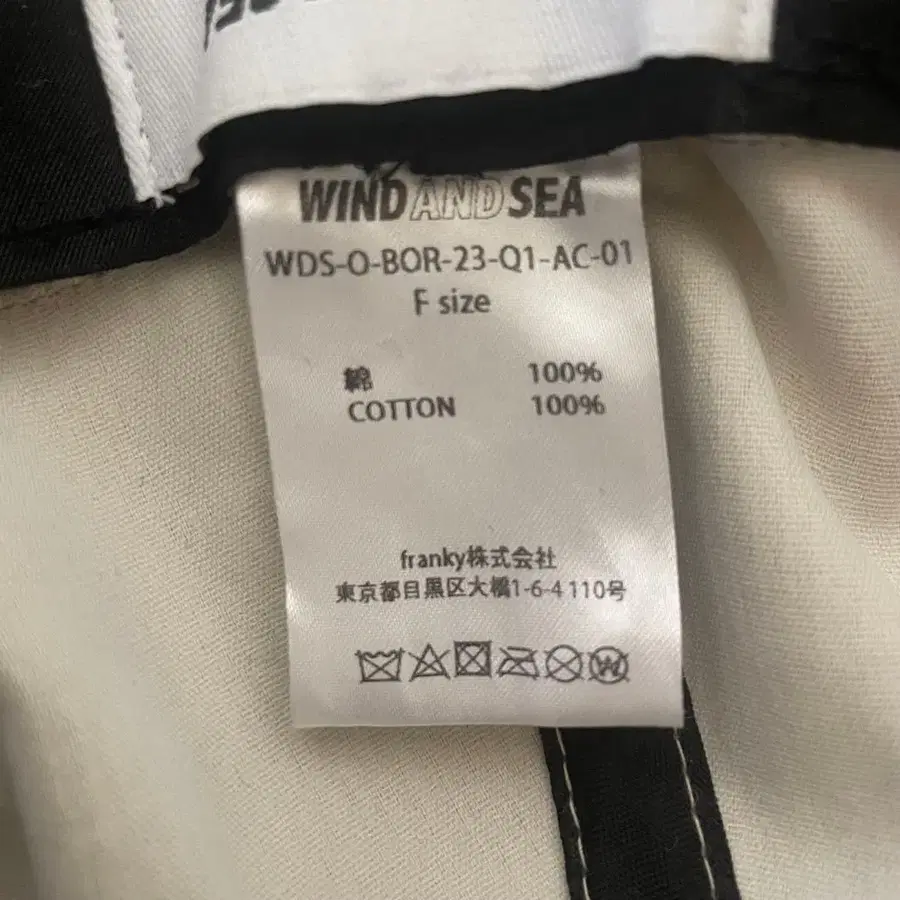 WIND AND SEA
WDS-O-BOR-23-Q1-AC-01
F size
綿 100%
COTTON 100%
franky株式会社
東京都目黒区大橋1-6-4 110号
W